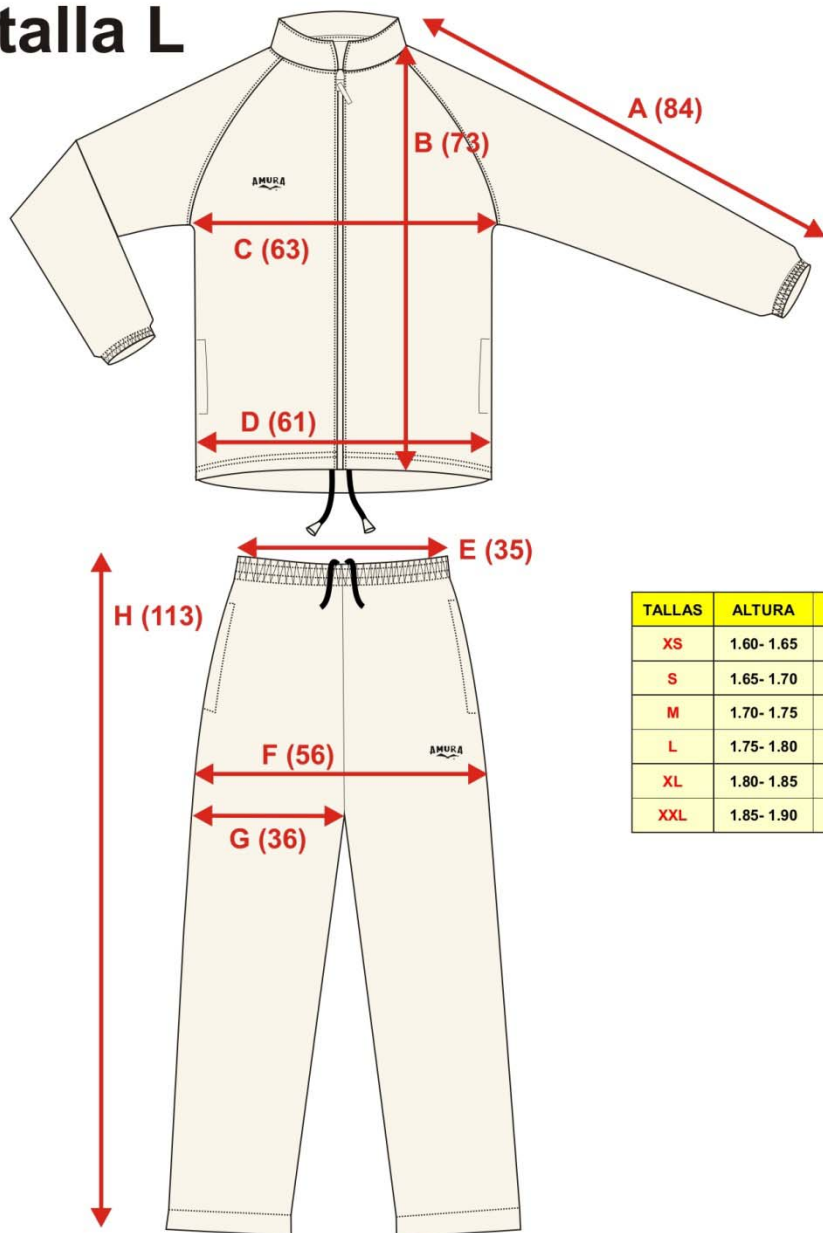 talla L
A (84)
B (73)
AMURA
C (63)
D (61)
E (35)
H (113)
TALLAS ALTURA
XS 1.60- 1.65
S 1.65- 1.70
M 1.70- 1.75
L 1.75- 1.80
XL 1.80- 1.85
XXL 1.85- 1.90
AMURA
F (56)
G (36)